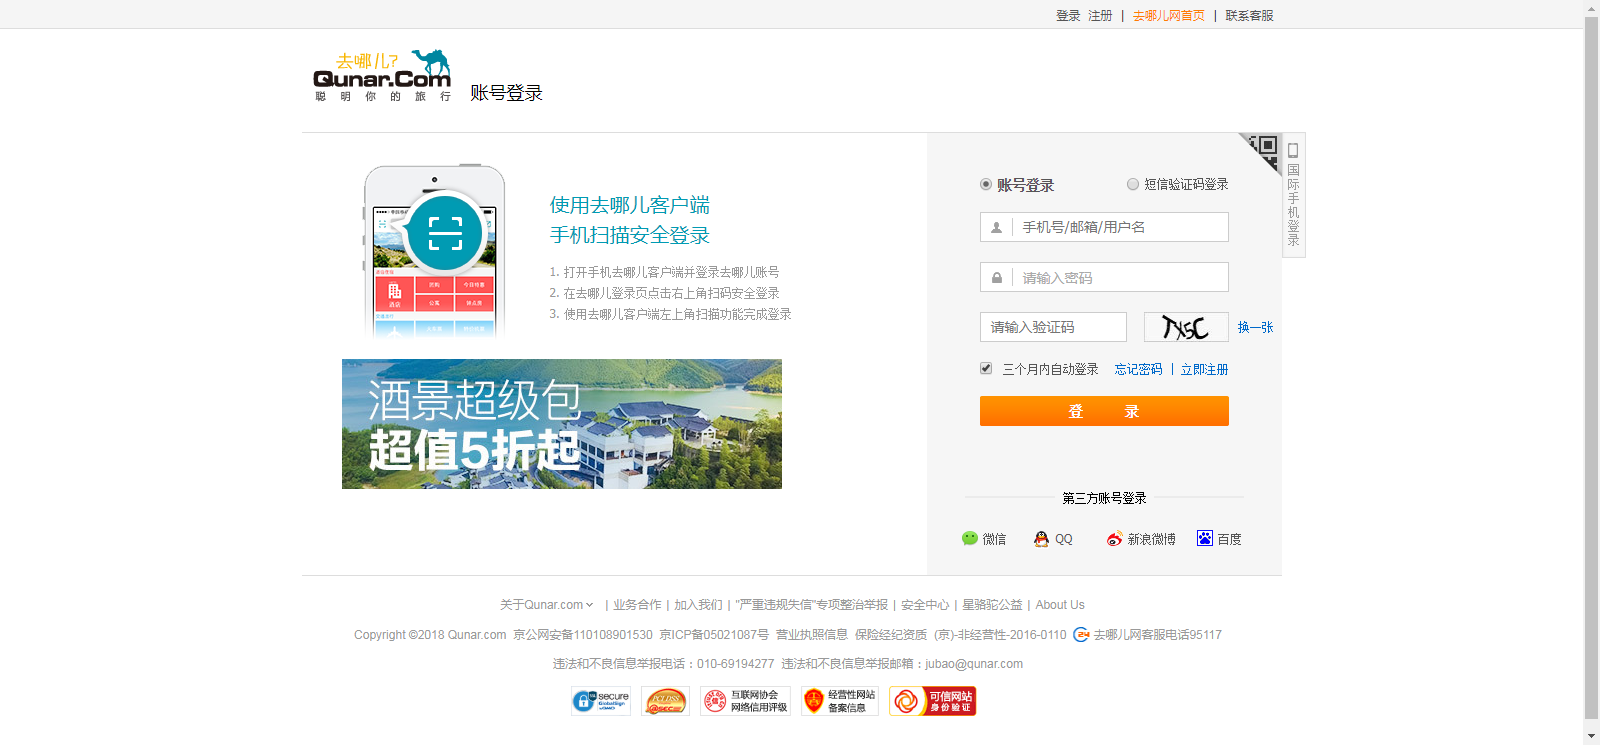 登录 注册 | 去哪儿网首页 | 联系客服
去哪儿?
Qunar.Com
聪明你的旅行
账号登录
使用去哪儿客户端
手机扫描安全登录
1. 打开手机去哪儿客户端并登录去哪儿账号
2. 在去哪儿登录页点击右上角扫码安全登录
3. 使用去哪儿客户端左上角扫描功能完成登录
酒店
团购
今日特惠
公寓
酒景超级包
超值5折起
账号登录 短信验证码登录
手机号/邮箱/用户名
请输入密码
请输入验证码 7X5C 换一张
三个月内自动登录 忘记密码 | 立即注册
登 录
第三方账号登录
微信 QQ 新浪微博 百度
国际手机登录
关于Qunar.com | 业务合作 | 加入我们 | "严重违规失信"专项整治举报 | 安全中心 | 星骆驼公益 | About Us
Copyright ©2018 Qunar.com 京公网安备110108901530 京ICP备05021087号 营业执照信息 保险经纪资质 (京)-非经营性-2016-0110 24 去哪儿网客服电话95117
违法和不良信息举报电话：010-69194277 违法和不良信息举报邮箱：jubao@qunar.com
secure GlobalSign
PCI DSS @SEC
互联网协会
网络信用评级
经营性网站
备案信息
可信网站
身份验证